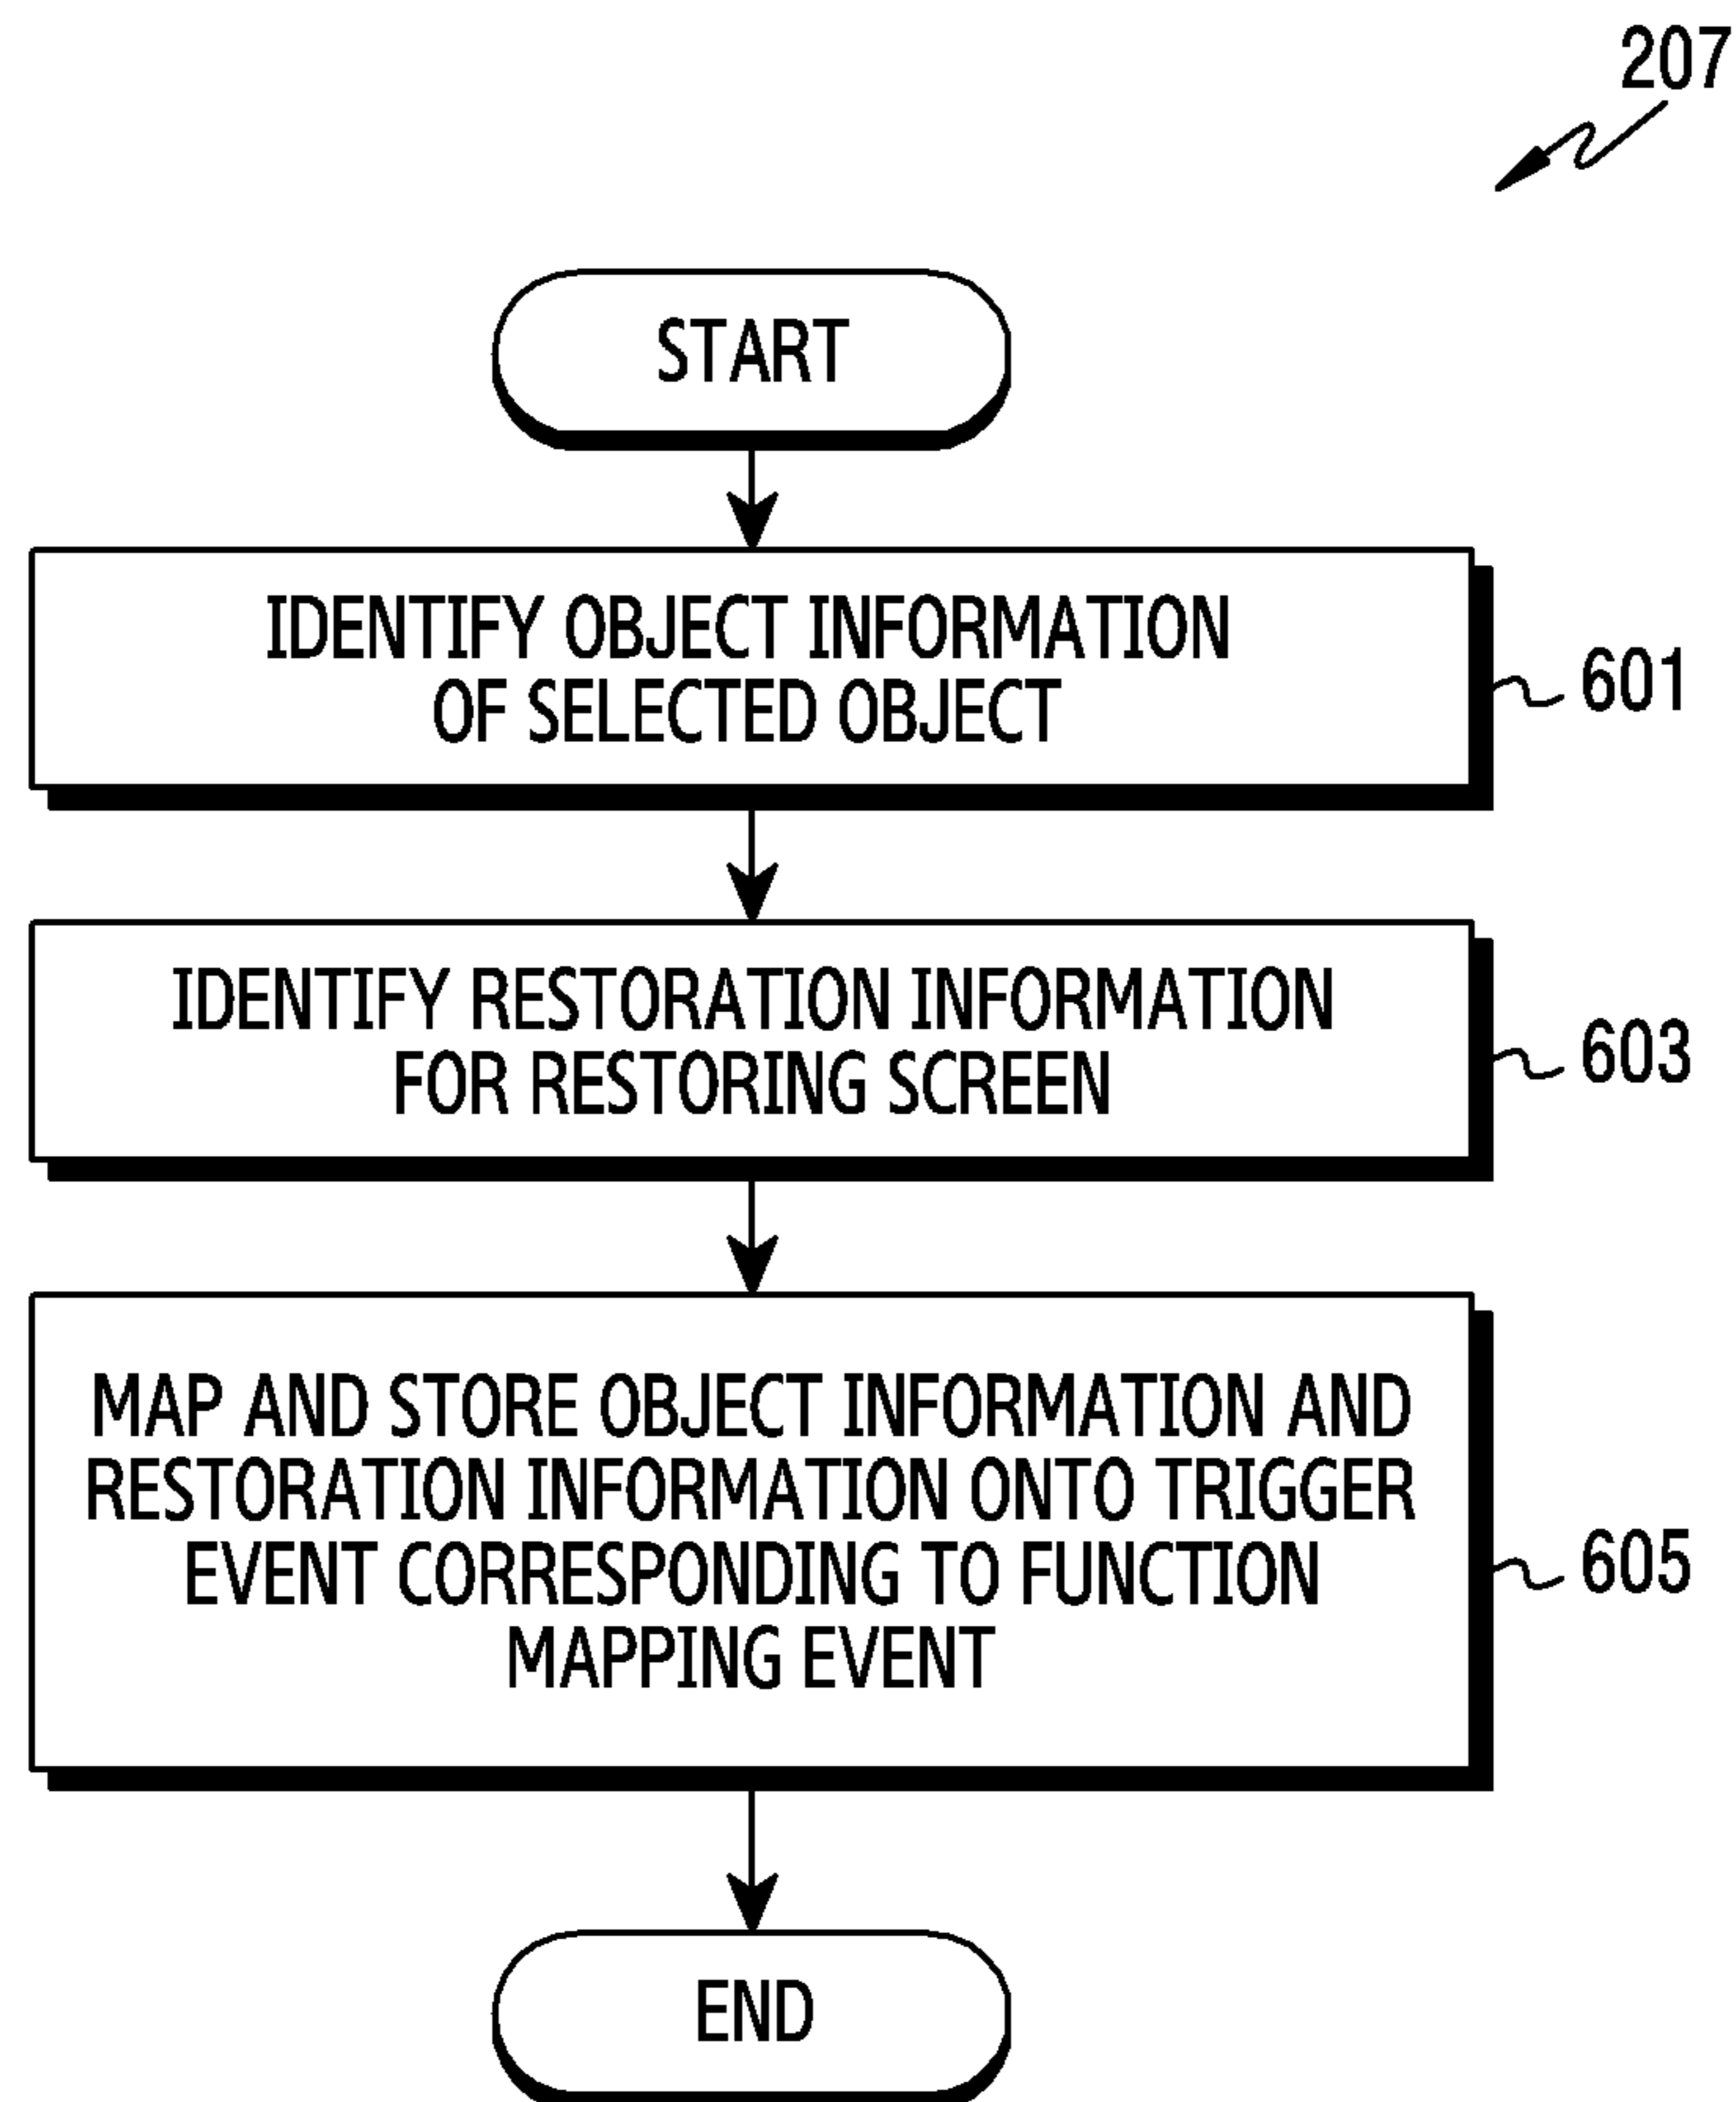 207
START
IDENTIFY OBJECT INFORMATION
OF SELECTED OBJECT
601
IDENTIFY RESTORATION INFORMATION
FOR RESTORING SCREEN
603
MAP AND STORE OBJECT INFORMATION AND
RESTORATION INFORMATION ONTO TRIGGER
EVENT CORRESPONDING TO FUNCTION
MAPPING EVENT
605
END